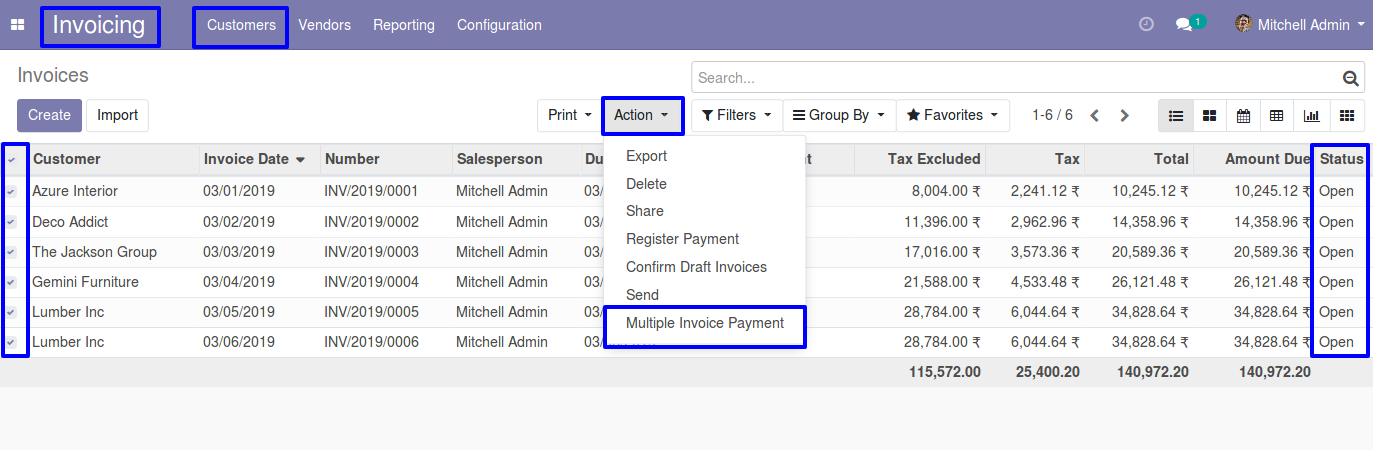 Invoicing Customers Vendors Reporting Configuration 1 Mitchell Admin
Invoices Search...
Create Import Print Action Filters Group By Favorites 1-6 / 6
Customer Invoice Date Number Salesperson Tax Excluded Tax Total Amount Due Status
Azure Interior 03/01/2019 INV/2019/0001 Mitchell Admin 03/ 8,004.00 ₹ 2,241.12 ₹ 10,245.12 ₹ 10,245.12 ₹ Open
Deco Addict 03/02/2019 INV/2019/0002 Mitchell Admin 03/ 11,396.00 ₹ 2,962.96 ₹ 14,358.96 ₹ 14,358.96 ₹ Open
The Jackson Group 03/03/2019 INV/2019/0003 Mitchell Admin 03/ 17,016.00 ₹ 3,573.36 ₹ 20,589.36 ₹ 20,589.36 ₹ Open
Gemini Furniture 03/04/2019 INV/2019/0004 Mitchell Admin 03/ 21,588.00 ₹ 4,533.48 ₹ 26,121.48 ₹ 26,121.48 ₹ Open
Lumber Inc 03/05/2019 INV/2019/0005 Mitchell Admin 03/ 28,784.00 ₹ 6,044.64 ₹ 34,828.64 ₹ 34,828.64 ₹ Open
Lumber Inc 03/06/2019 INV/2019/0006 Mitchell Admin 03/ 28,784.00 ₹ 6,044.64 ₹ 34,828.64 ₹ 34,828.64 ₹ Open
115,572.00 25,400.20 140,972.20 140,972.20
Export
Delete
Share
Register Payment
Confirm Draft Invoices
Send
Multiple Invoice Payment